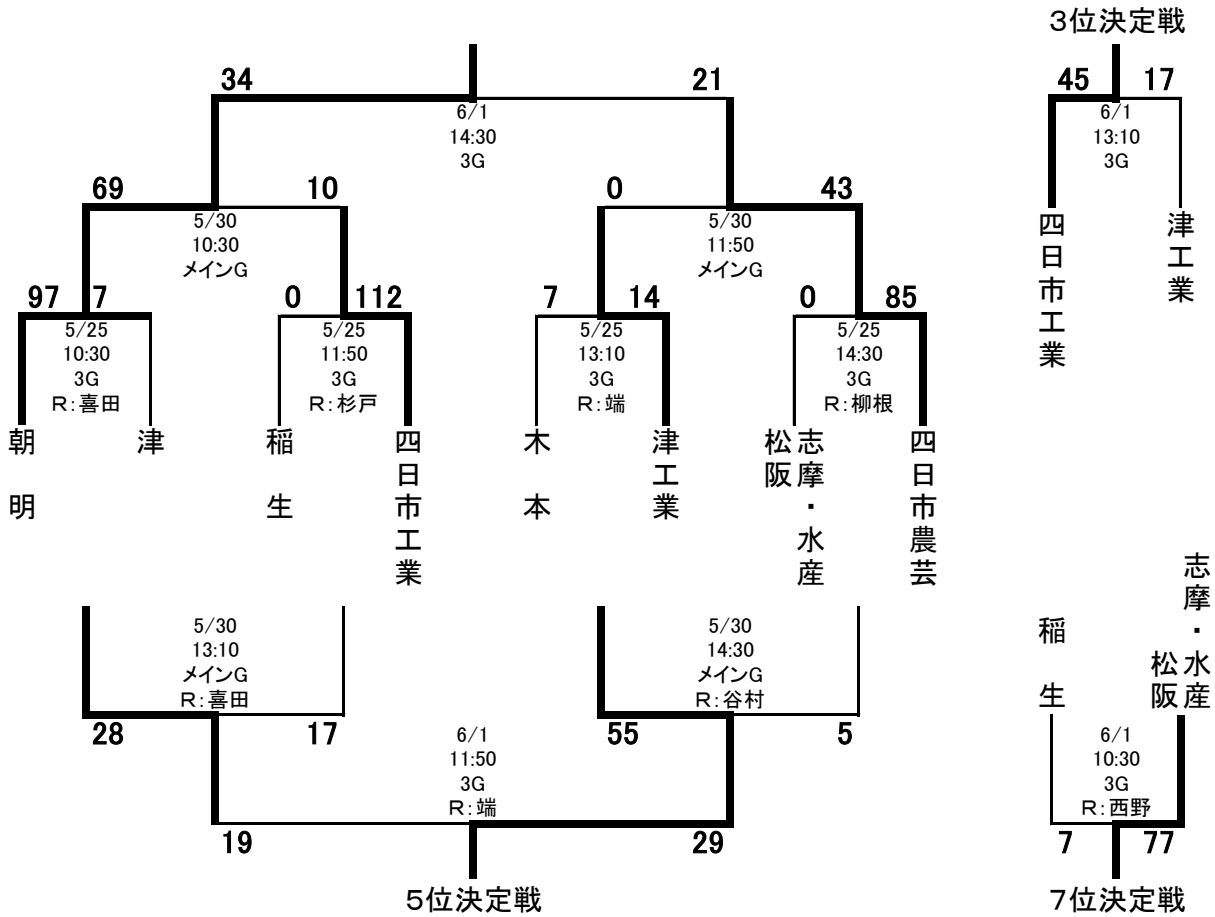 3位決定戦
34
21
45
17
6/1
14:30
3G
6/1
13:10
3G
69
10
0
43
5/30
10:30
メインG
5/30
11:50
メインG
四日市工業
津工業
97
7
0
112
7
14
0
85
5/25
10:30
3G
R:喜田
5/25
11:50
3G
R:杉戸
5/25
13:10
3G
R:端
5/25
14:30
3G
R:柳根
朝明
津
稲生
四日市工業
木本
津工業
志摩・水産
松阪
四日市農芸
5/30
13:10
メインG
R:喜田
5/30
14:30
メインG
R:谷村
稲生
志摩・水産
松阪
28
17
55
5
6/1
11:50
3G
R:端
6/1
10:30
3G
R:西野
19
29
7
77
5位決定戦
7位決定戦